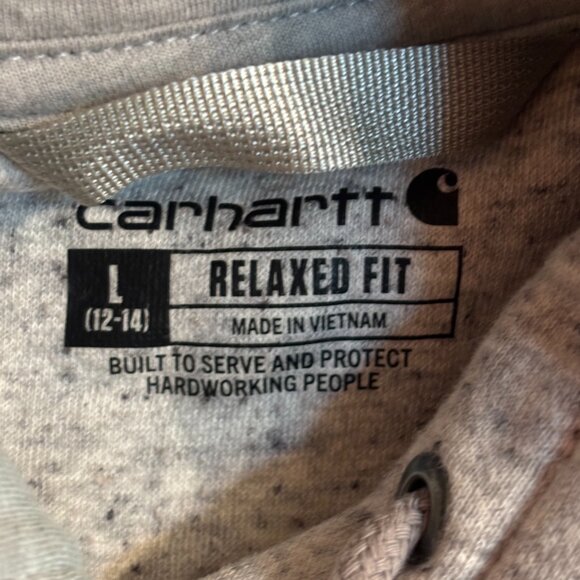 carhartt
L
(12-14)
RELAXED FIT
MADE IN VIETNAM
BUILT TO SERVE AND PROTECT
HARDWORKING PEOPLE